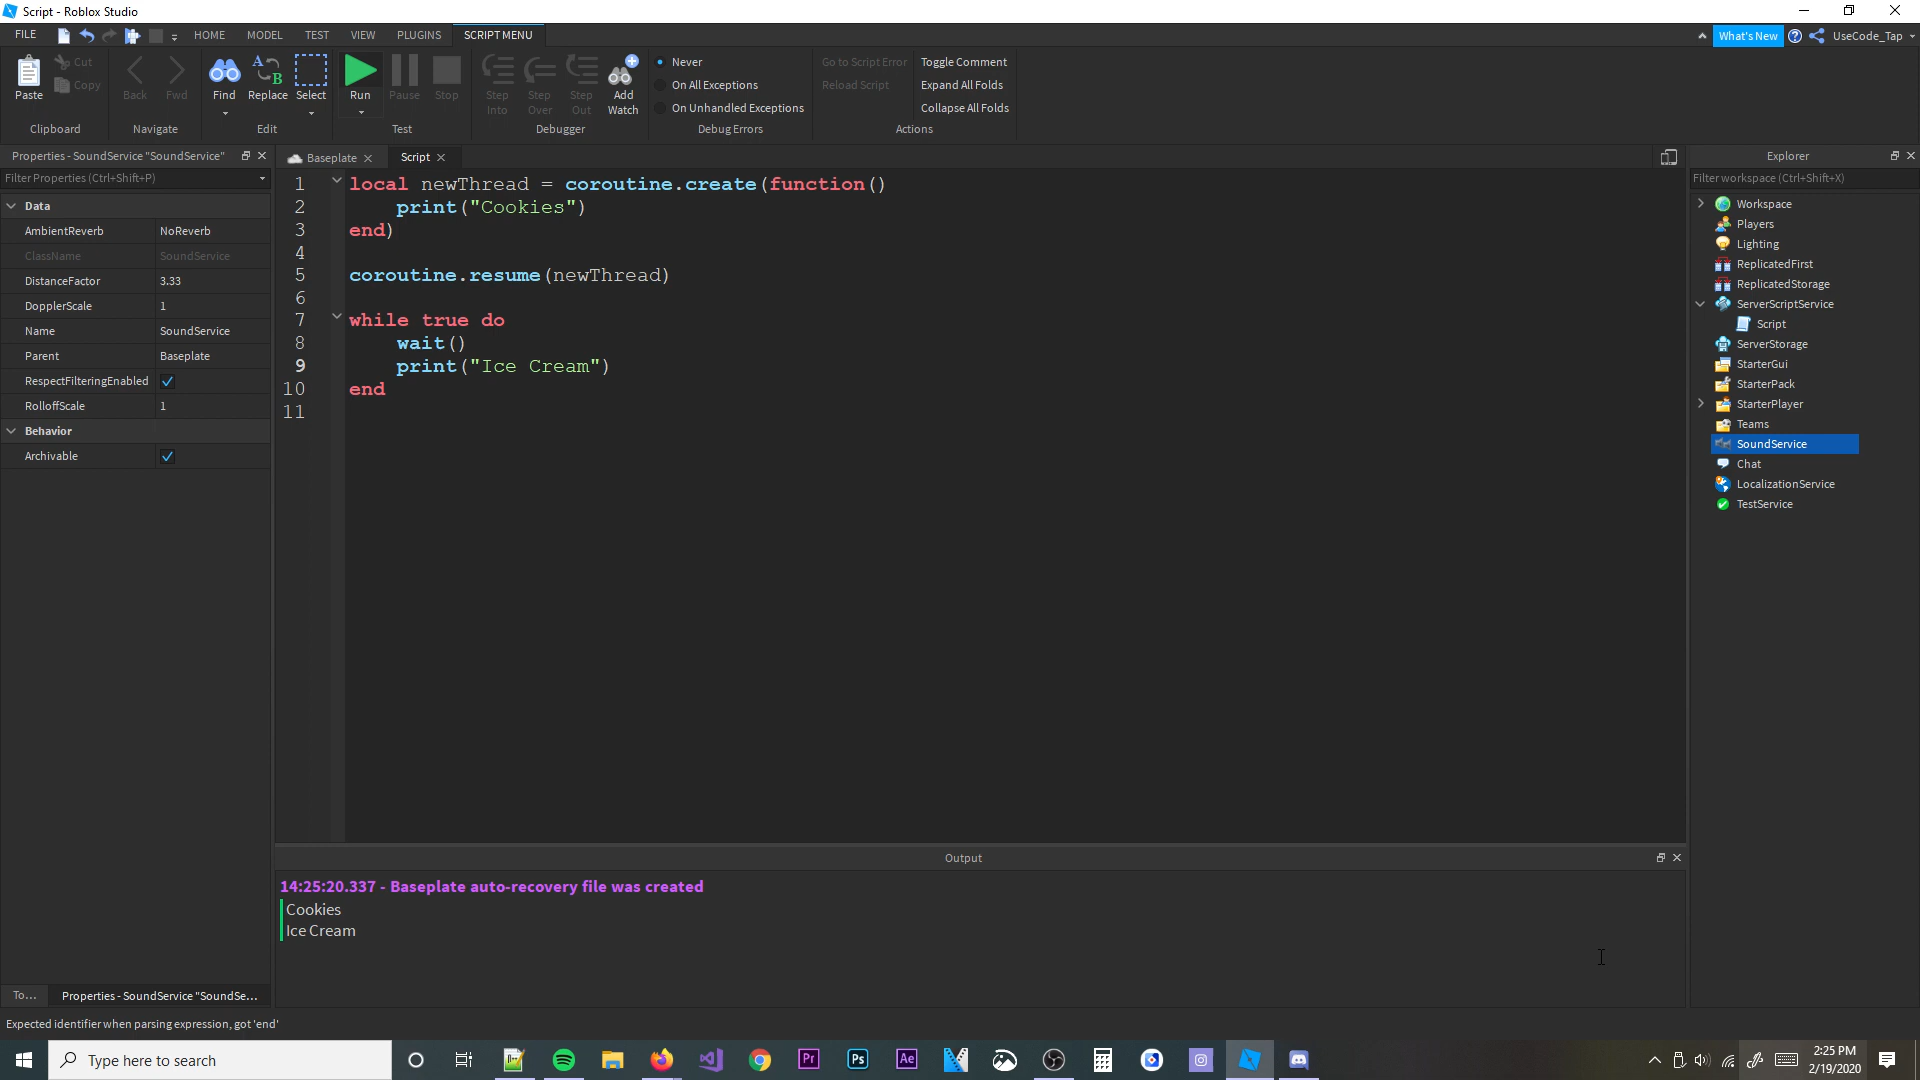 Script - Roblox Studio
FILE
HOME
MODEL
TEST
VIEW
PLUGINS
SCRIPT MENU
What's New
UseCode_Tap
Paste
Cut
Copy
Clipboard
Back
Fwd
Navigate
Find
Replace
Select
Edit
Run
Pause
Stop
Test
Step Into
Step Over
Step Out
Add Watch
Debugger
Never
On All Exceptions
On Unhandled Exceptions
Debug Errors
Go to Script Error
Reload Script
Toggle Comment
Expand All Folds
Collapse All Folds
Actions
Properties - SoundService "SoundService"
Filter Properties (Ctrl+Shift+P)
Data
AmbientReverb NoReverb
ClassName SoundService
DistanceFactor 3.33
DopplerScale 1
Name SoundService
Parent Baseplate
RespectFilteringEnabled
RolloffScale 1
Behavior
Archivable
Baseplate
Script
1 local newThread = coroutine.create(function()
2 print("Cookies")
3 end)
4
5 coroutine.resume(newThread)
6
7 while true do
8 wait()
9 print("Ice Cream")
10 end
11
Explorer
Filter workspace (Ctrl+Shift+X)
Workspace
Players
Lighting
ReplicatedFirst
ReplicatedStorage
ServerScriptService
Script
ServerStorage
StarterGui
StarterPack
StarterPlayer
Teams
SoundService
Chat
LocalizationService
TestService
Output
14:25:20.337 - Baseplate auto-recovery file was created
Cookies
Ice Cream
To...
Properties - SoundService "SoundSe...
Expected identifier when parsing expression, got 'end'
Type here to search
Pr
Ps
Ae
2:25 PM
2/19/2020